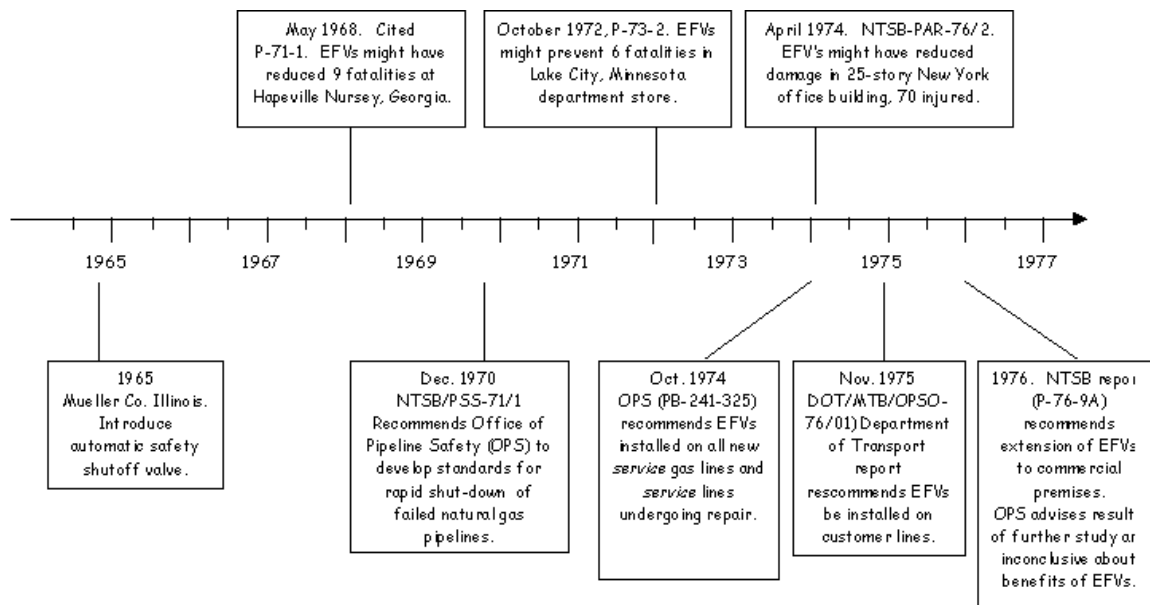 May 1968. Cited
P-71-1. EFVs might have
reduced 9 fatalities at
Hapeville Nursey, Georgia.
October 1972, P-73-2. EFVs
might prevent 6 fatalities in
Lake City, Minnesota
department store.
April 1974. NTSB-PAR-76/2.
EFV's might have reduced
damage in 25-story New York
office building, 70 injured.
1965
1967
1969
1971
1973
1975
1977
1965
Mueller Co. Illinois.
Introduce
automatic safety
shutoff valve.
Dec. 1970
NTSB/PSS-71/1
Recommends Office of
Pipeline Safety (OPS) to
develop standards for
rapid shut-down of
failed natural gas
pipelines.
Oct. 1974
OPS (PB-241-325)
recommends EFVs
installed on all new
service gas lines and
service lines
undergoing repair.
Nov. 1975
DOT/MTB/OPSO-
76/01) Department
of Transport
report
rescommends EFVs
be installed on
customer lines.
1976. NTSB repor
(P-76-9A)
recommends
extension of EFVs
to commercial
premises.
OPS advises result
of further study ar
inconclusive about
benefits of EFVs.